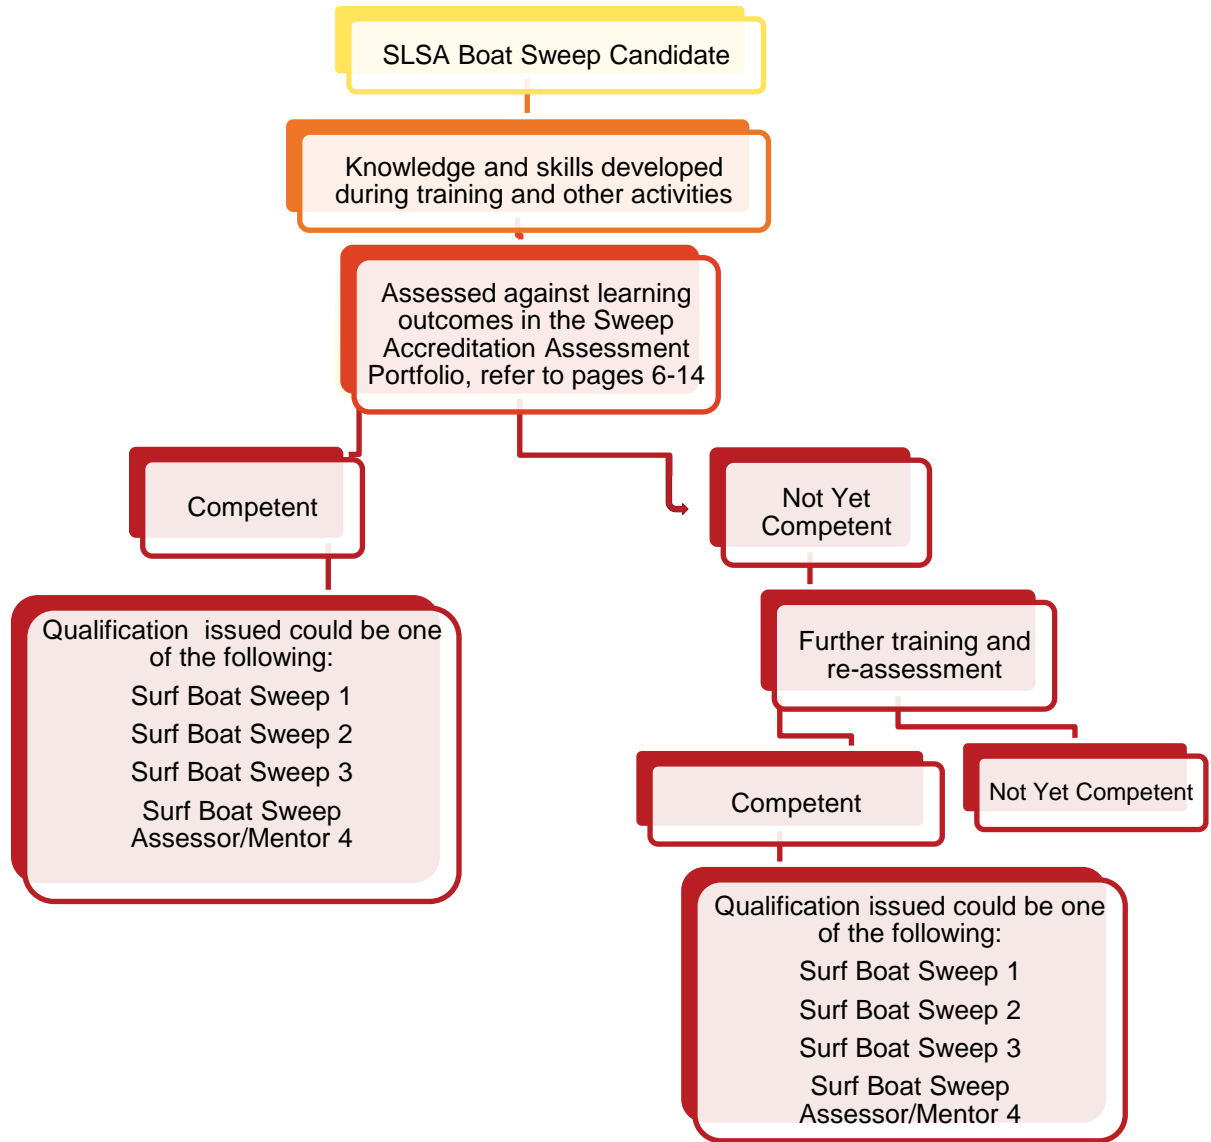 SLSA Boat Sweep Candidate
Knowledge and skills developed
during training and other activities
Assessed against learning
outcomes in the Sweep
Accreditation Assessment
Portfolio, refer to pages 6-14
Competent
Qualification issued could be one
of the following:
Surf Boat Sweep 1
Surf Boat Sweep 2
Surf Boat Sweep 3
Surf Boat Sweep
Assessor/Mentor 4
Not Yet
Competent
Further training and
re-assessment
Competent
Not Yet Competent
Qualification issued could be one
of the following:
Surf Boat Sweep 1
Surf Boat Sweep 2
Surf Boat Sweep 3
Surf Boat Sweep
Assessor/Mentor 4